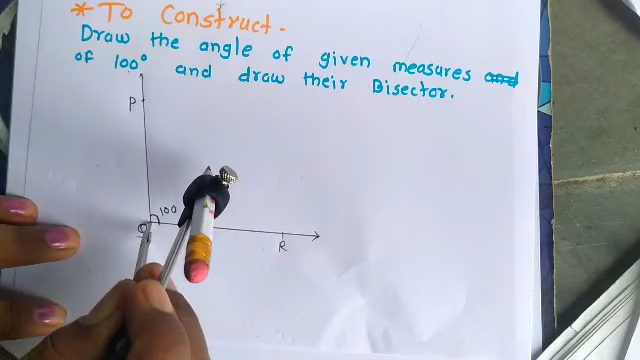 * To Construct.
Draw the angle of given measures and
of 100° and draw their Bisector.
P
100
Q
R